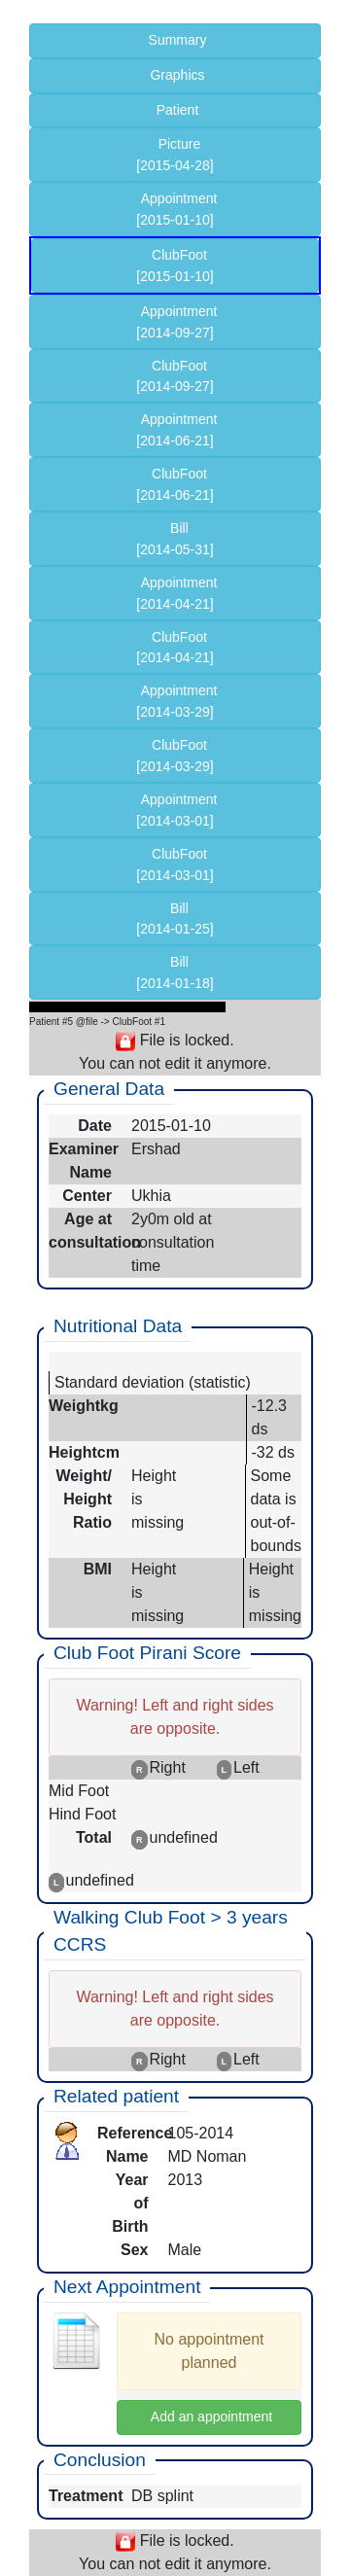 Summary
Graphics
Patient
Picture
[2015-04-28]
Appointment
[2015-01-10]
ClubFoot
[2015-01-10]
Appointment
[2014-09-27]
ClubFoot
[2014-09-27]
Appointment
[2014-06-21]
ClubFoot
[2014-06-21]
Bill
[2014-05-31]
Appointment
[2014-04-21]
ClubFoot
[2014-04-21]
Appointment
[2014-03-29]
ClubFoot
[2014-03-29]
Appointment
[2014-03-01]
ClubFoot
[2014-03-01]
Bill
[2014-01-25]
Bill
[2014-01-18]
Patient #5 @file -> ClubFoot #1
File is locked.
You can not edit it anymore.
General Data
Date 2015-01-10
Examiner Ershad
Name
Center Ukhia
Age at 2y0m old at
consultation consultation
time
Nutritional Data
Standard deviation (statistic)
Weightkg -12.3
ds
Heightcm -32 ds
Weight/ Height Some
Height is data is
Ratio missing out-of-
bounds
BMI Height Height
is is
missing missing
Club Foot Pirani Score
Warning! Left and right sides
are opposite.
R Right L Left
Mid Foot
Hind Foot
Total R undefined
L undefined
Walking Club Foot > 3 years
CCRS
Warning! Left and right sides
are opposite.
R Right L Left
Related patient
Reference 105-2014
Name MD Noman
Year 2013
of
Birth
Sex Male
Next Appointment
No appointment
planned
Add an appointment
Conclusion
Treatment DB splint
File is locked.
You can not edit it anymore.